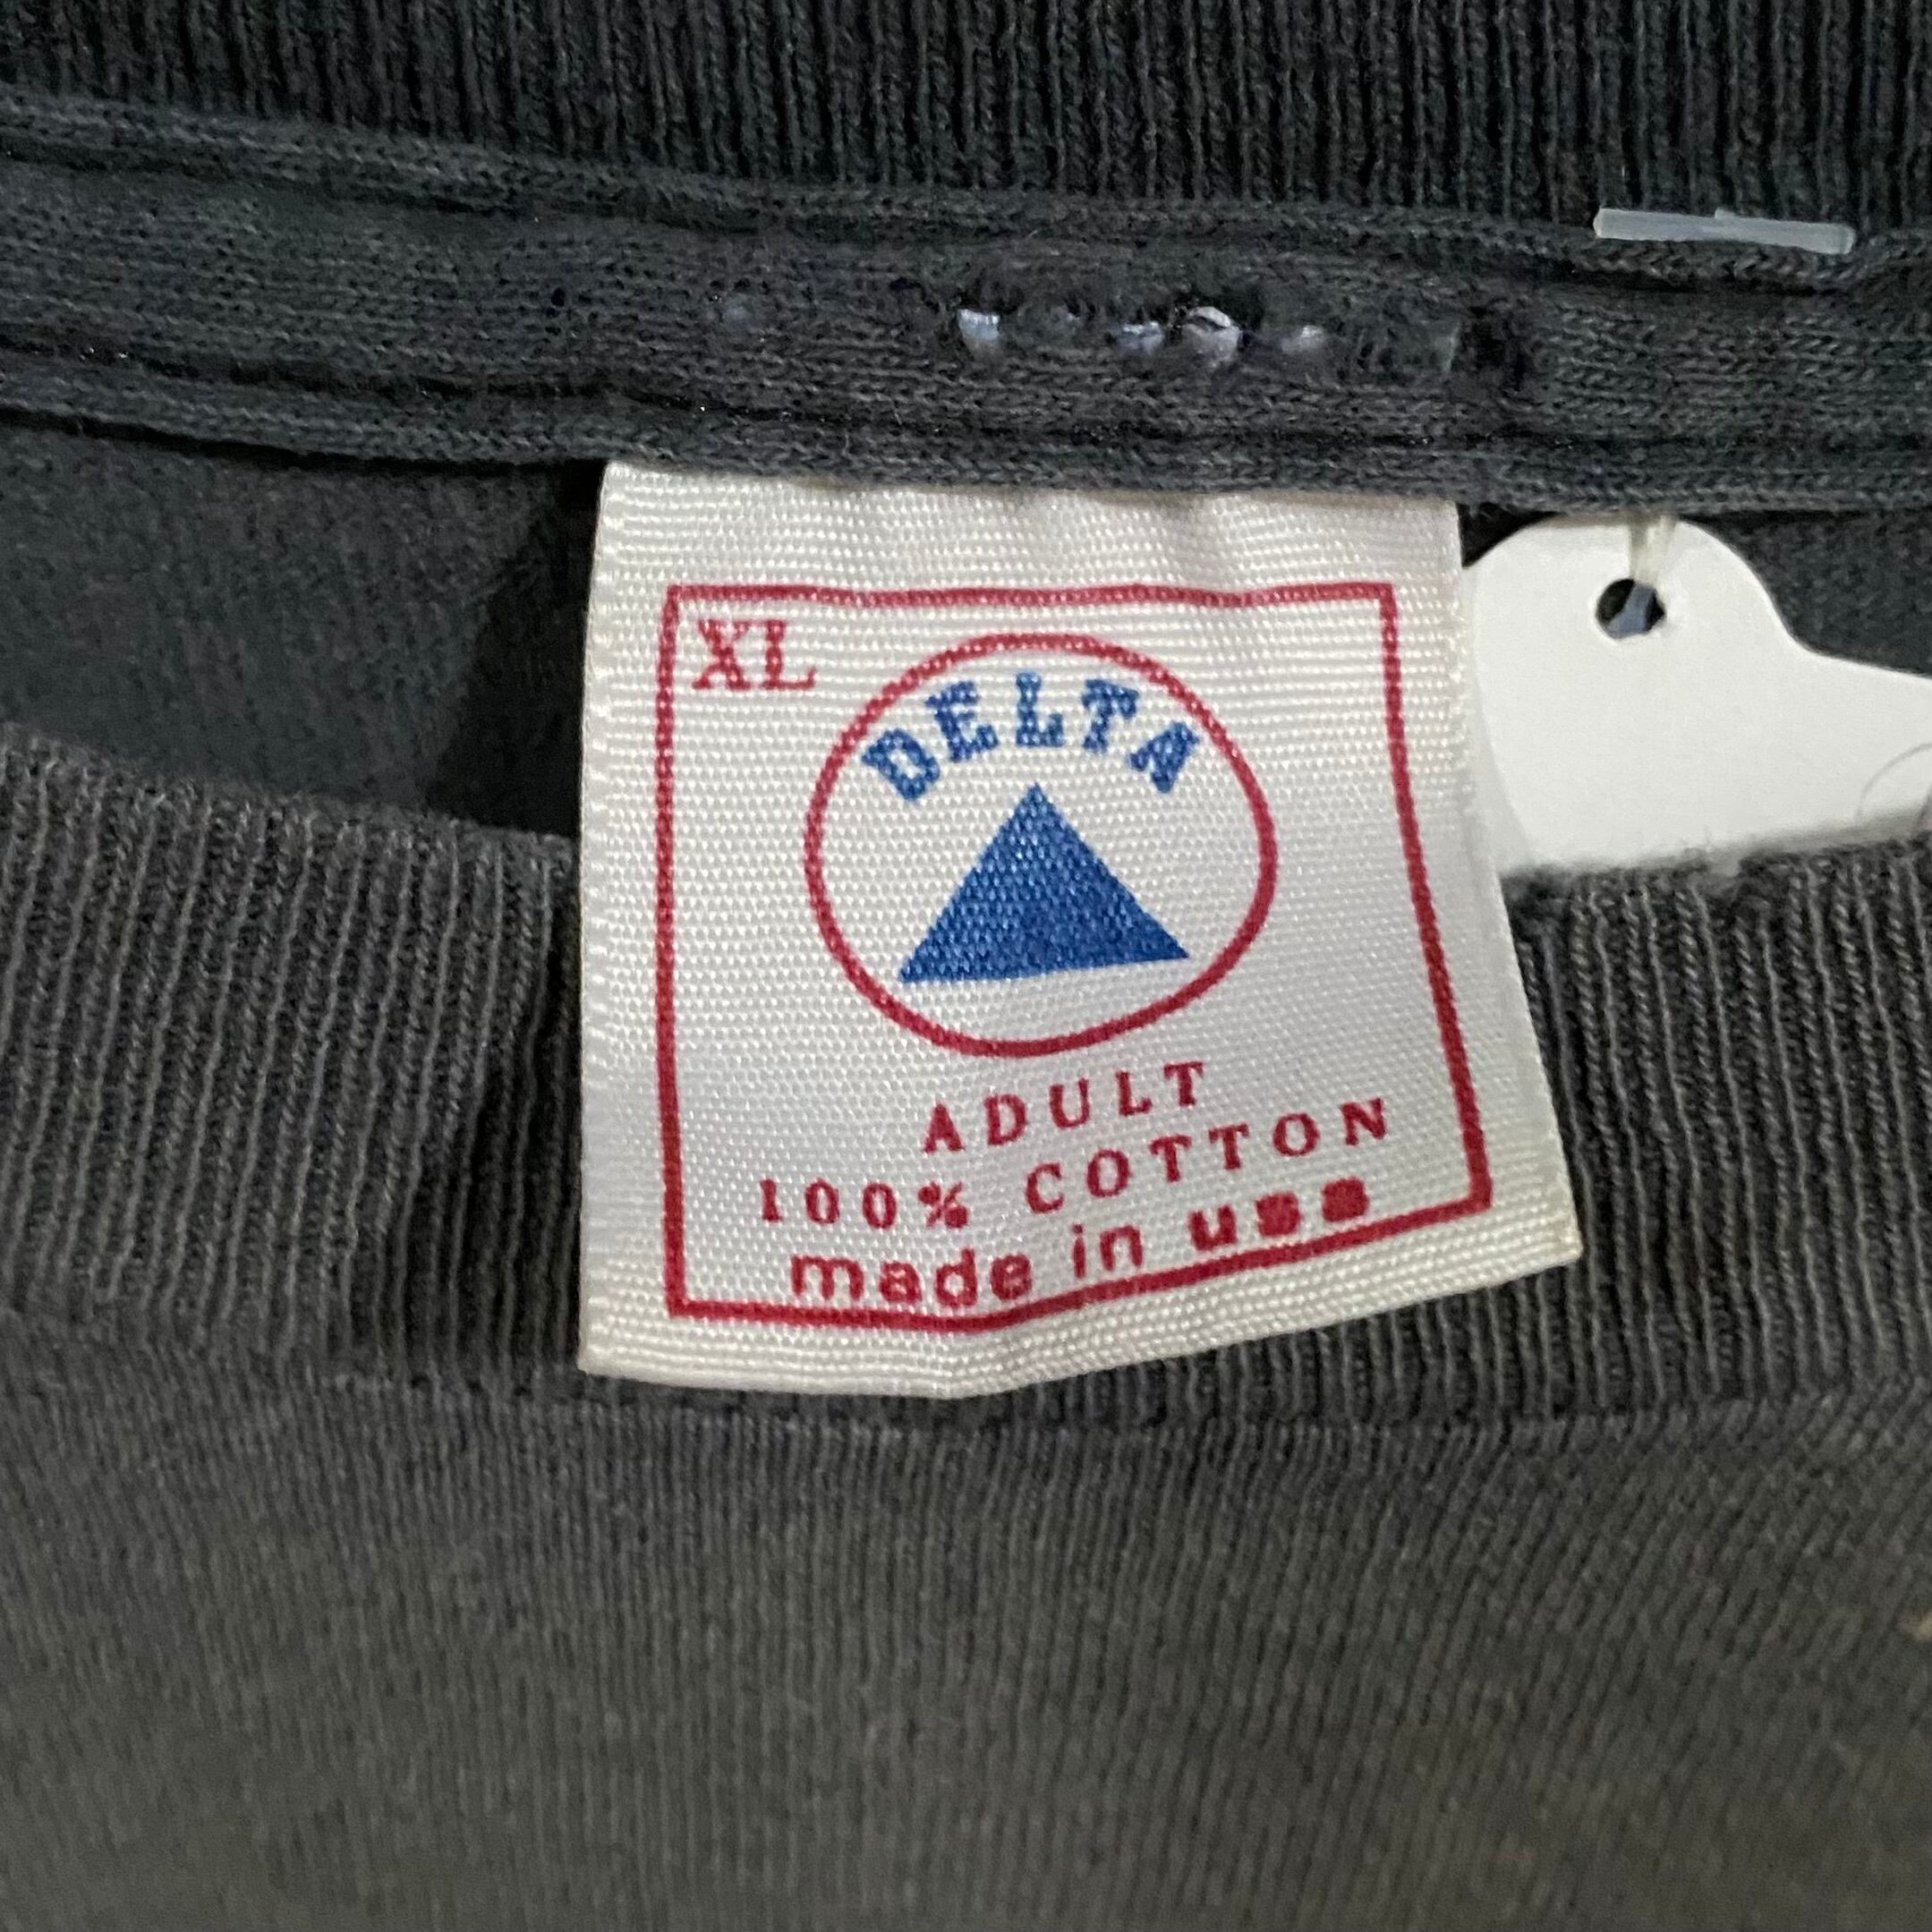 XL
DELTA
ADULT
100% COTTON
made in usa